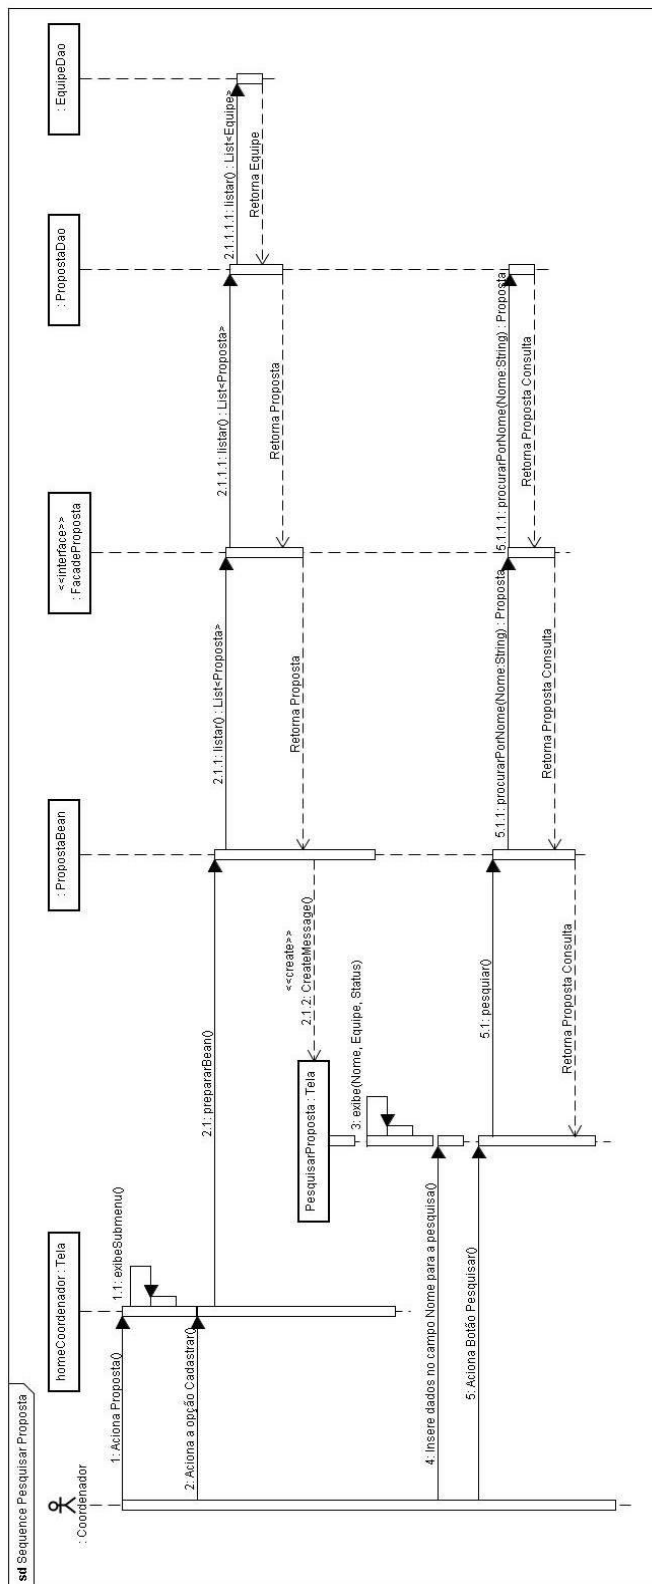 sd Sequence Pesquisar Proposta
: Coordenador
homeCoordenador : Tela
: PropostaBean
<<interface>>
: FacadeProposta
: PropostaDao
: EquipeDao
1: Aciona Proposta()
1.1: exibeSubmenu()
2: Aciona a opção Cadastrar()
2.1: prepararBean()
2.1.1: listar() : List<Proposta>
2.1.1.1: listar() : List<Proposta>
2.1.1.1.1: listar() : List<Equipe>
Retorna Equipe
Retorna Proposta
Retorna Proposta
<<create>>
2.1.2: CreateMessage()
PesquisarProposta : Tela
3: exibe(Nome, Equipe, Status)
4: Insere dados no campo Nome para a pesquisa()
5: Aciona Botão Pesquisar()
5.1: pesquiar()
5.1.1: procurarPorNome(Nome:String) : Proposta
5.1.1.1: procurarPorNome(Nome:String) : Proposta
Retorna Proposta Consulta
Retorna Proposta Consulta
Retorna Proposta Consulta